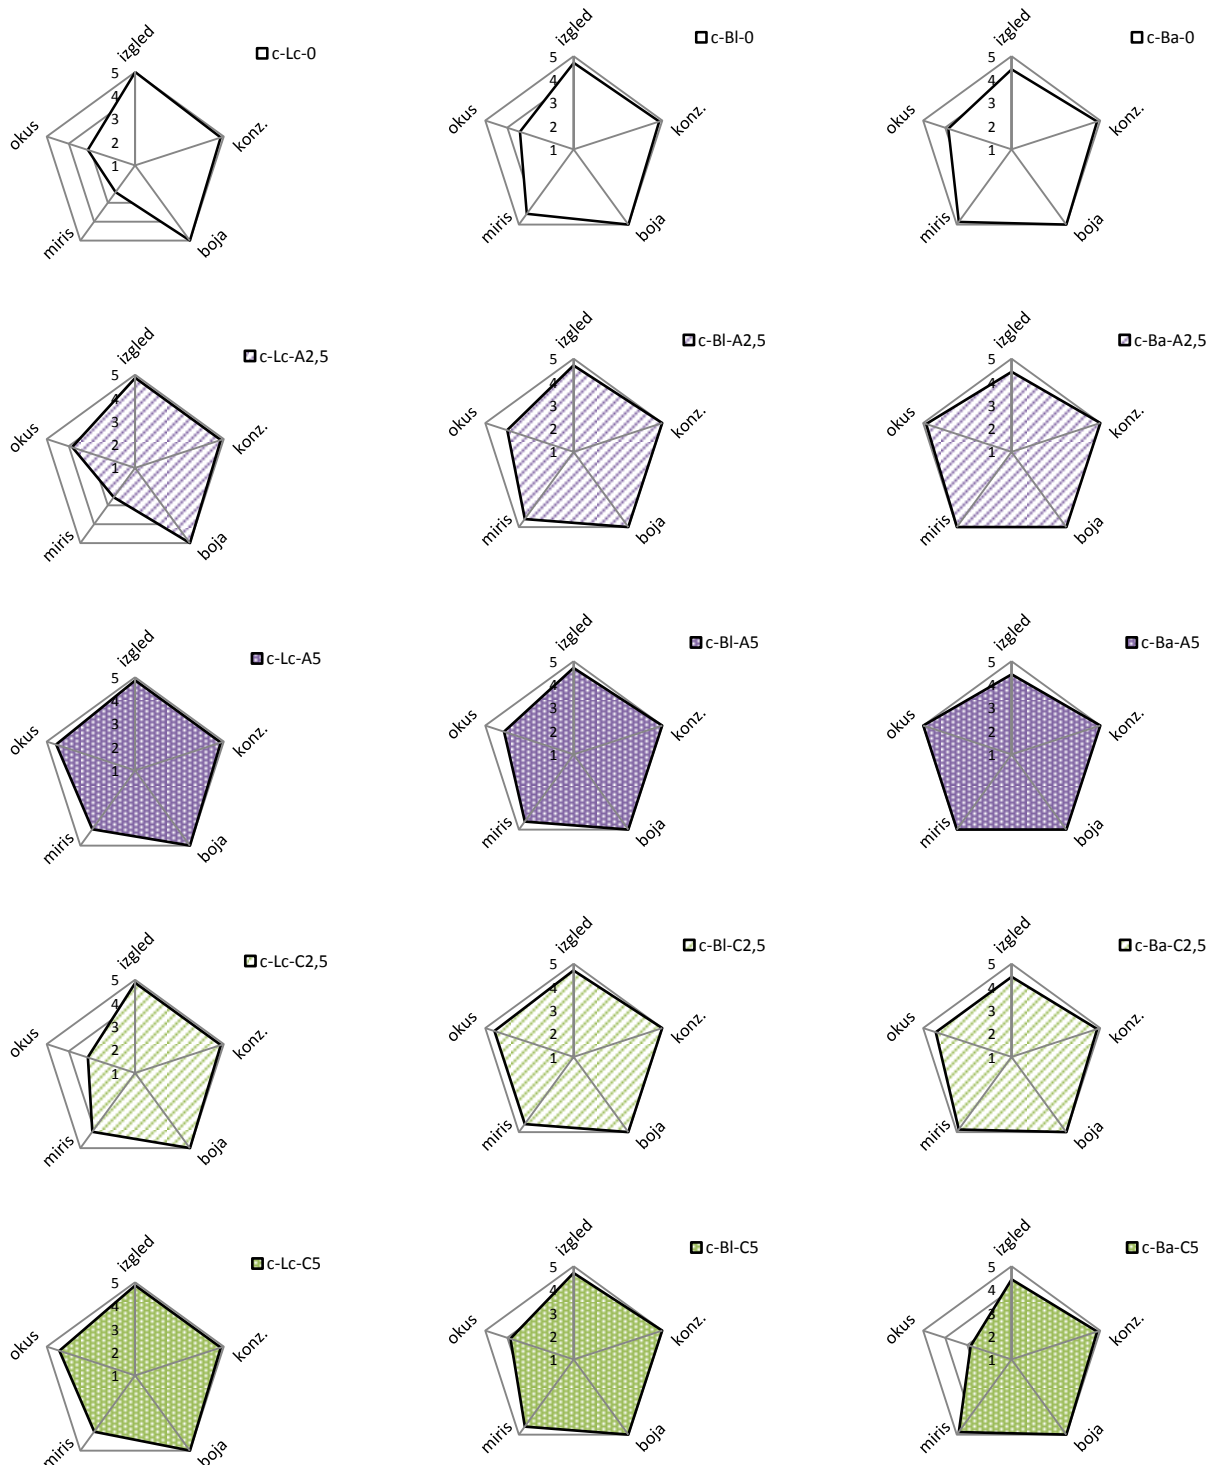 izgled
c-Lc-0
5
4
3
2
1
okus
konz.
miris
boja
izgled
c-Bl-0
5
4
3
2
1
okus
konz.
miris
boja
izgled
c-Ba-0
5
4
3
2
1
okus
konz.
miris
boja
izgled
c-Lc-A2,5
5
4
3
2
1
okus
konz.
miris
boja
izgled
c-Bl-A2,5
5
4
3
2
1
okus
konz.
miris
boja
izgled
c-Ba-A2,5
5
4
3
2
1
okus
konz.
miris
boja
izgled
c-Lc-A5
5
4
3
2
1
okus
konz.
miris
boja
izgled
c-Bl-A5
5
4
3
2
1
okus
konz.
miris
boja
izgled
c-Ba-A5
5
4
3
2
1
okus
konz.
miris
boja
izgled
c-Lc-C2,5
5
4
3
2
1
okus
konz.
miris
boja
izgled
c-Bl-C2,5
5
4
3
2
1
okus
konz.
miris
boja
izgled
c-Ba-C2,5
5
4
3
2
1
okus
konz.
miris
boja
izgled
c-Lc-C5
5
4
3
2
1
okus
konz.
miris
boja
izgled
c-Bl-C5
5
4
3
2
1
okus
konz.
miris
boja
izgled
c-Ba-C5
5
4
3
2
1
okus
konz.
miris
boja